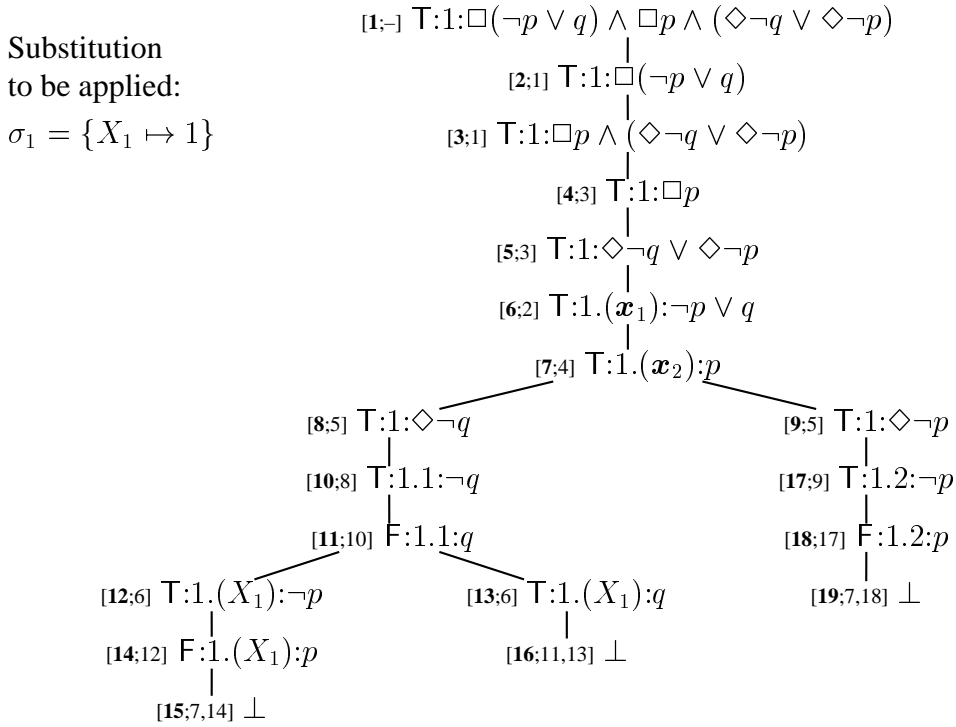 Substitution
to be applied:
σ₁ = {X₁ ↦ 1}
[1;–] T:1:□(¬p ∨ q) ∧ □p ∧ (◇¬q ∨ ◇¬p)
[2;1] T:1:□(¬p ∨ q)
[3;1] T:1:□p ∧ (◇¬q ∨ ◇¬p)
[4;3] T:1:□p
[5;3] T:1:◇¬q ∨ ◇¬p
[6;2] T:1.(x₁):¬p ∨ q
[7;4] T:1.(x₂):p
[8;5] T:1:◇¬q
[9;5] T:1:◇¬p
[10;8] T:1.1:¬q
[17;9] T:1.2:¬p
[11;10] F:1.1:q
[18;17] F:1.2:p
[12;6] T:1.(X₁):¬p
[13;6] T:1.(X₁):q
[19;7,18] ⊥
[14;12] F:1.(X₁):p
[16;11,13] ⊥
[15;7,14] ⊥